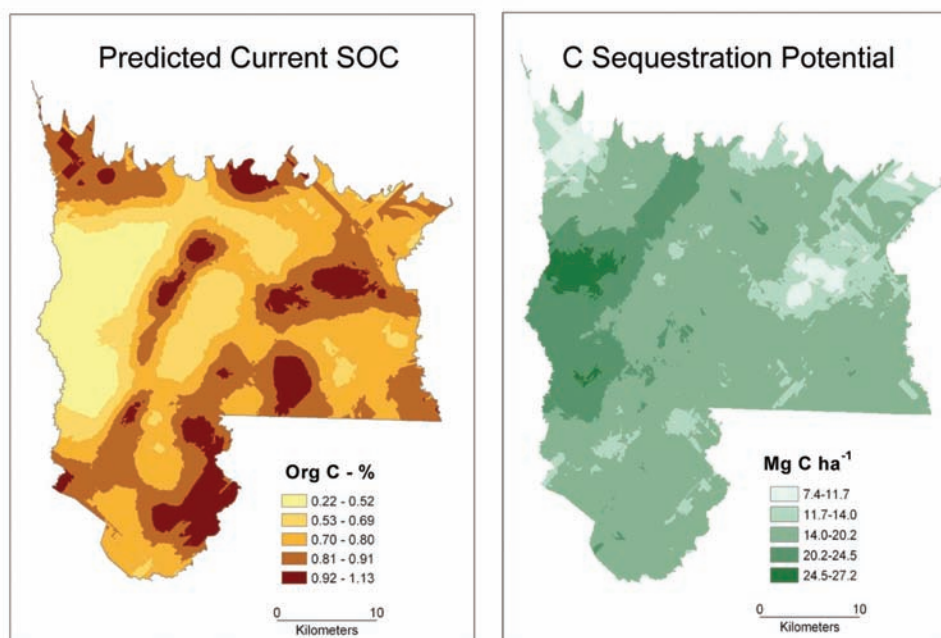 Predicted Current SOC
Org C - %
0.22 - 0.52
0.53 - 0.69
0.70 - 0.80
0.81 - 0.91
0.92 - 1.13
0 10
Kilometers
C Sequestration Potential
Mg C ha⁻¹
7.4-11.7
11.7-14.0
14.0-20.2
20.2-24.5
24.5-27.2
0 10
Kilometers